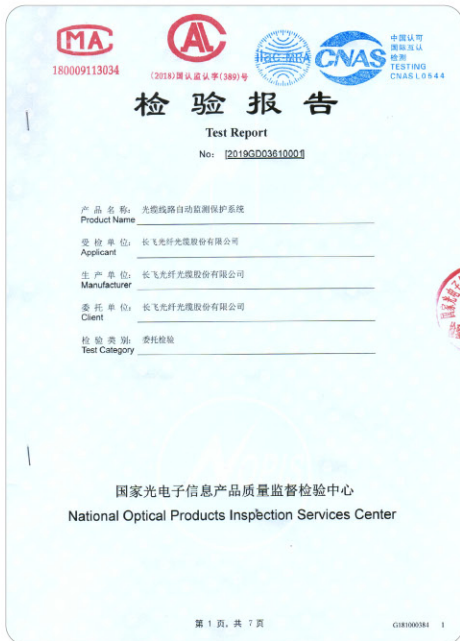 MA
180009113034
AL
(2018)国认监认字(389)号
ilac-MRA
CNAS
中国认可
国际互认
检测
TESTING
CNAS L0544
检验报告
Test Report
No: [2019GD03610001]
产品名称: 光缆线路自动监测保护系统
Product Name
受检单位: 长飞光纤光缆股份有限公司
Applicant
生产单位: 长飞光纤光缆股份有限公司
Manufacturer
委托单位: 长飞光纤光缆股份有限公司
Client
检验类别: 委托检验
Test Category
国家光电子信息产品质量监督检验中心
National Optical Products Inspection Services Center
第 1 页, 共 7 页
G181000384 1